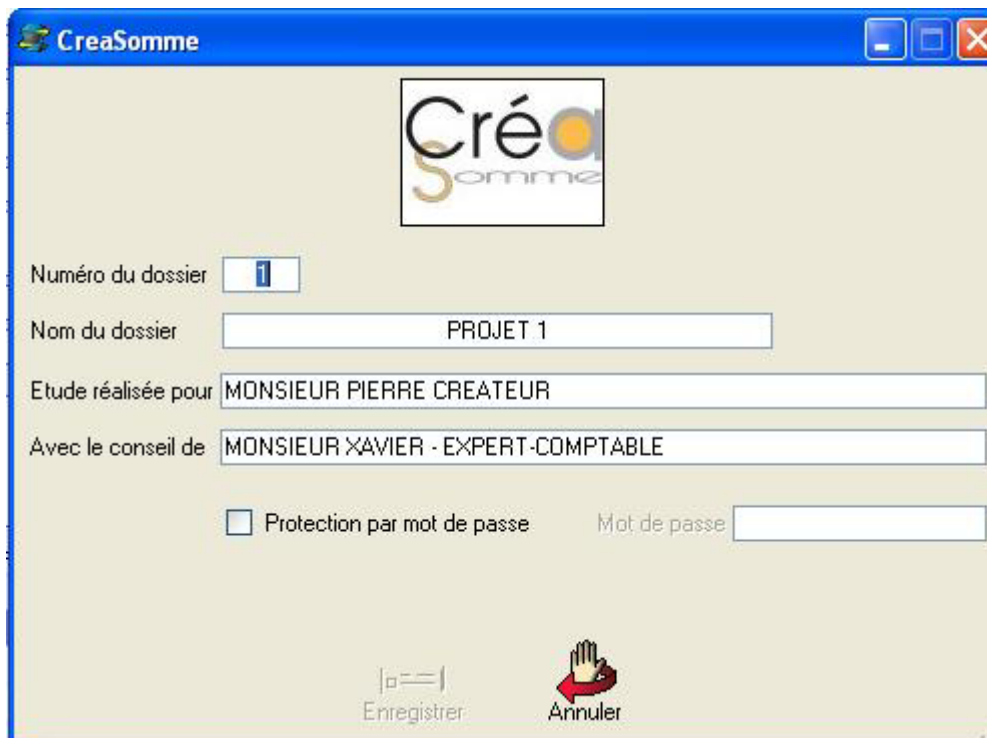 CreaSomme
Créa
Somme
Numéro du dossier 1
Nom du dossier PROJET 1
Etude réalisée pour MONSIEUR PIERRE CREATEUR
Avec le conseil de MONSIEUR XAVIER - EXPERT-COMPTABLE
Protection par mot de passe Mot de passe
Enregistrer Annuler